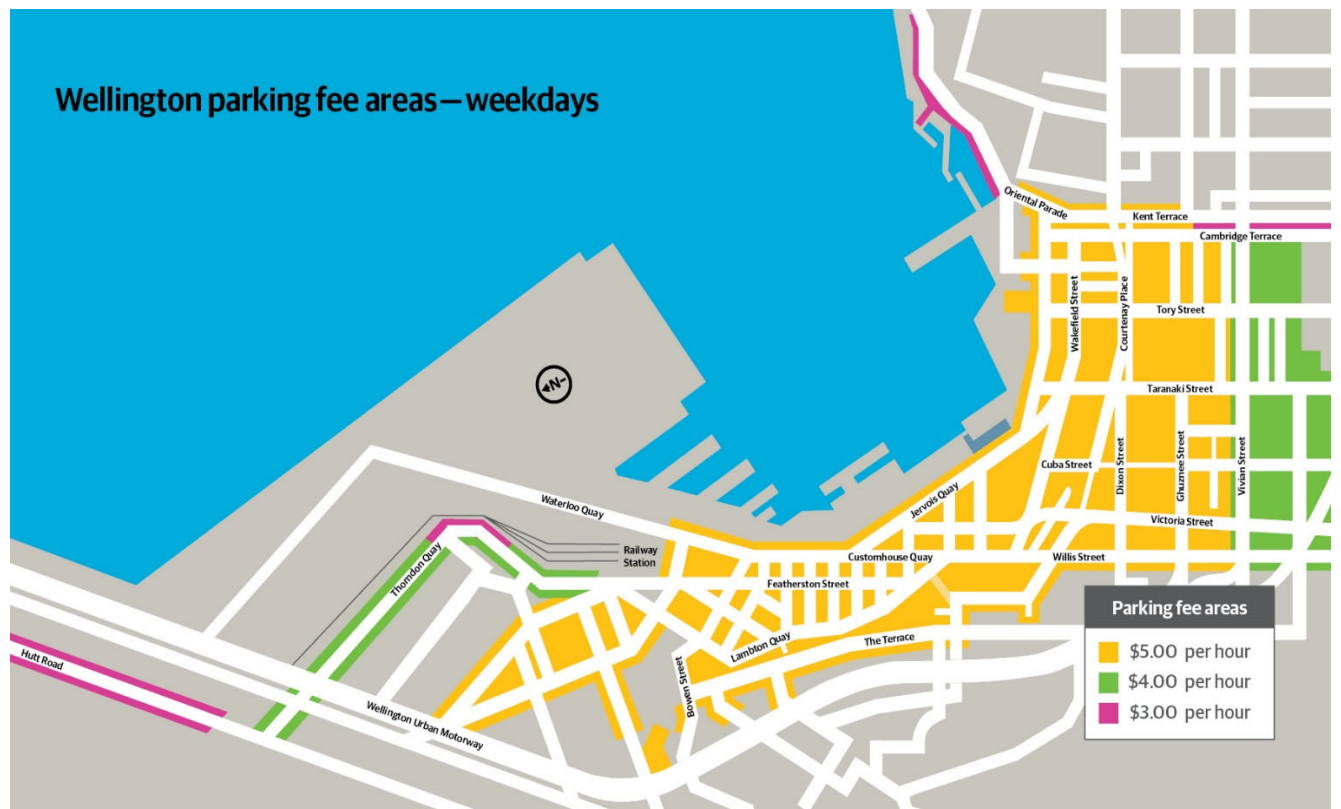 Wellington parking fee areas – weekdays
Oriental Parade
Kent Terrace
Cambridge Terrace
Wakefield Street
Courtenay Place
Tory Street
N
Taranaki Street
Cuba Street
Dixon Street
Ghuznee Street
Vivian Street
Waterloo Quay
Jervois Quay
Victoria Street
Railway
Station
Customhouse Quay
Willis Street
Thorndon Quay
Featherston Street
Lambton Quay
The Terrace
Bowen Street
Hutt Road
Wellington Urban Motorway
Parking fee areas
$5.00 per hour
$4.00 per hour
$3.00 per hour